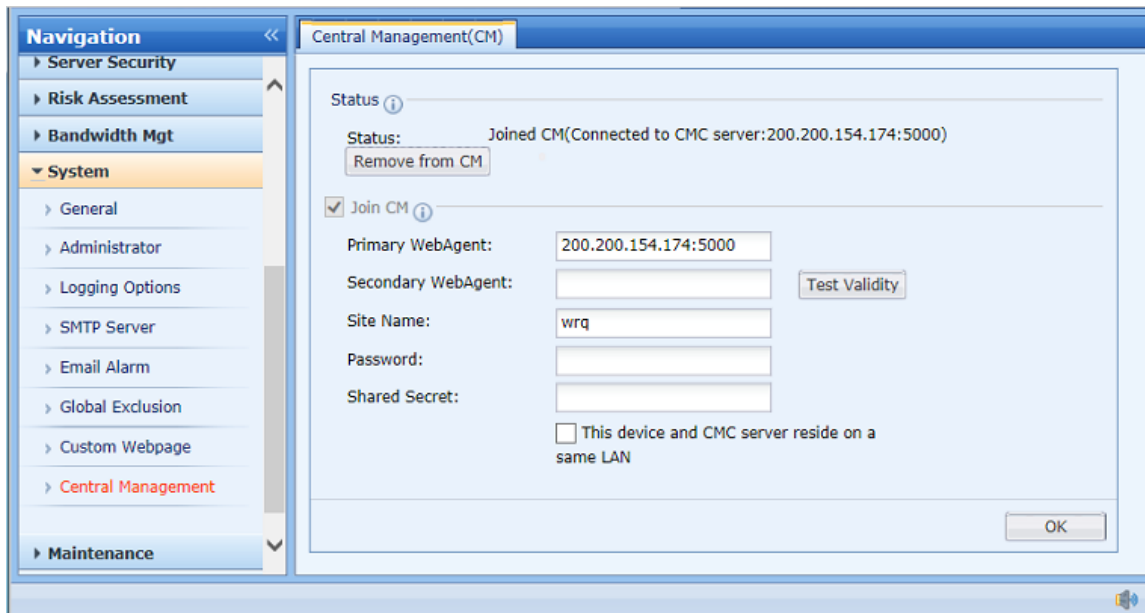 Navigation
Server Security
Risk Assessment
Bandwidth Mgt
System
General
Administrator
Logging Options
SMTP Server
Email Alarm
Global Exclusion
Custom Webpage
Central Management
Maintenance
Central Management(CM)
Status
Status: Joined CM(Connected to CMC server:200.200.154.174:5000)
Remove from CM
Join CM
Primary WebAgent: 200.200.154.174:5000
Secondary WebAgent: Test Validity
Site Name: wrq
Password:
Shared Secret:
This device and CMC server reside on a
same LAN
OK